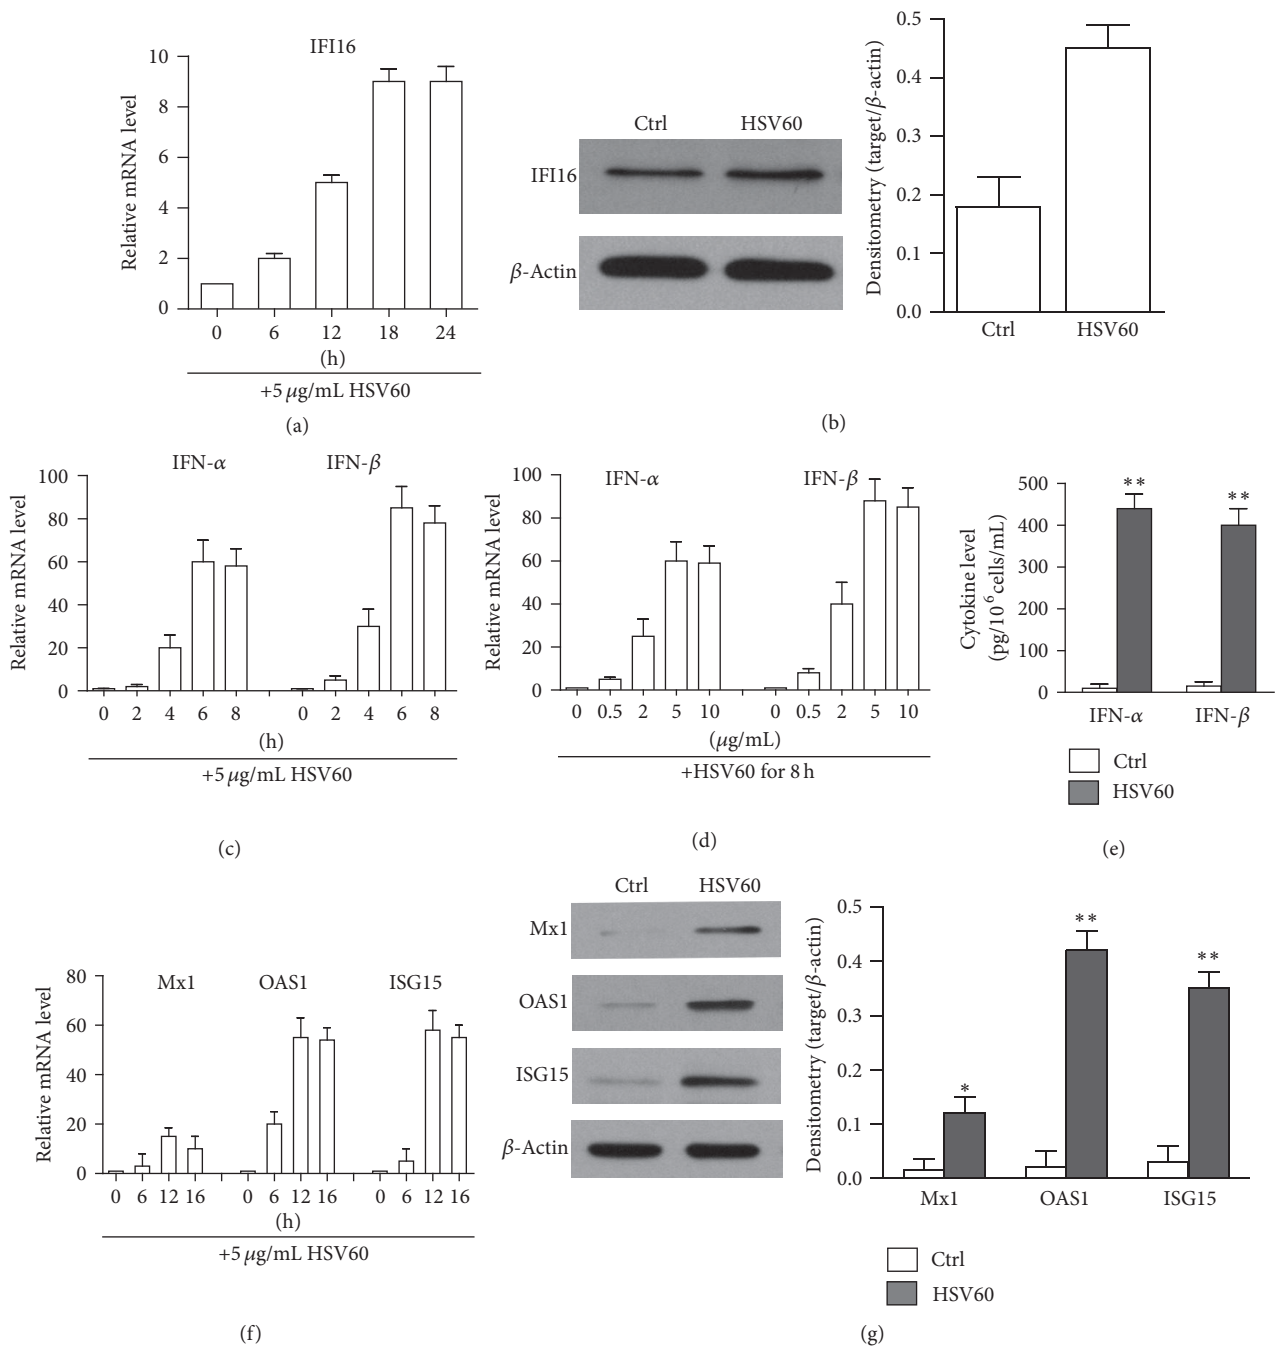 IFI16
Relative mRNA level
10
8
6
4
2
0
0 6 12 18 24
(h)
+5 μg/mL HSV60
(a)
Ctrl HSV60
IFI16
β-Actin
Densitometry (target/β-actin)
0.5
0.4
0.3
0.2
0.1
0.0
Ctrl HSV60
(b)
IFN-α IFN-β
Relative mRNA level
100
80
60
40
20
0
0 2 4 6 8 0 2 4 6 8
(h)
+5 μg/mL HSV60
(c)
IFN-α IFN-β
Relative mRNA level
100
80
60
40
20
0
0 0.5 2 5 10 0 0.5 2 5 10
(μg/mL)
+HSV60 for 8 h
(d)
Cytokine level
(pg/10⁶ cells/mL)
500
400
300
200
100
0
** **
IFN-α IFN-β
Ctrl
HSV60
(e)
Mx1 OAS1 ISG15
Relative mRNA level
80
60
40
20
0
0 6 12 16 0 6 12 16 0 6 12 16
(h)
+5 μg/mL HSV60
(f)
Ctrl HSV60
Mx1
OAS1
ISG15
β-Actin
Densitometry (target/β-actin)
0.5
0.4
0.3
0.2
0.1
0.0
* ** **
Mx1 OAS1 ISG15
Ctrl
HSV60
(g)